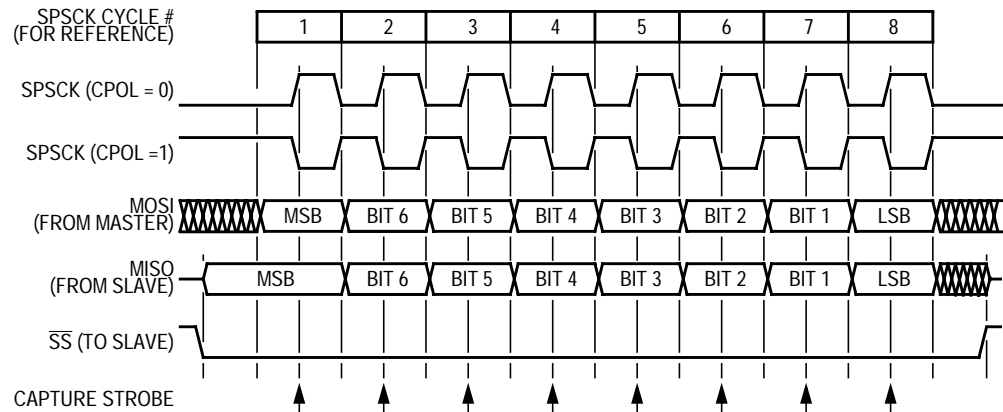 SPSCK CYCLE #
(FOR REFERENCE)
1 2 3 4 5 6 7 8
SPSCK (CPOL = 0)
SPSCK (CPOL =1)
MOSI
(FROM MASTER)
MSB BIT 6 BIT 5 BIT 4 BIT 3 BIT 2 BIT 1 LSB
MISO
(FROM SLAVE)
MSB BIT 6 BIT 5 BIT 4 BIT 3 BIT 2 BIT 1 LSB
S̅S̅ (TO SLAVE)
CAPTURE STROBE